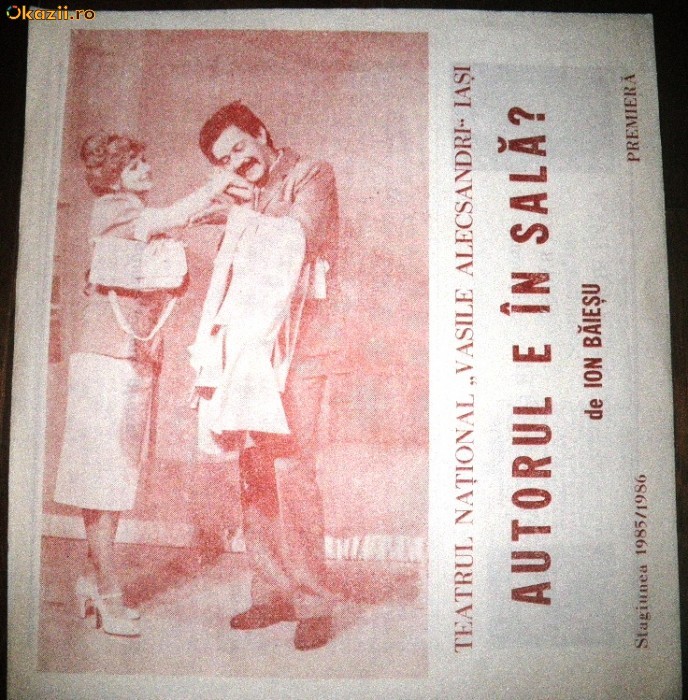 Okazii.ro
TEATRUL NAȚIONAL „VASILE ALECSANDRI" IAȘI
AUTORUL E ÎN SALĂ?
de ION BĂIEȘU
Stagiunea 1985/1986 PREMIERĂ